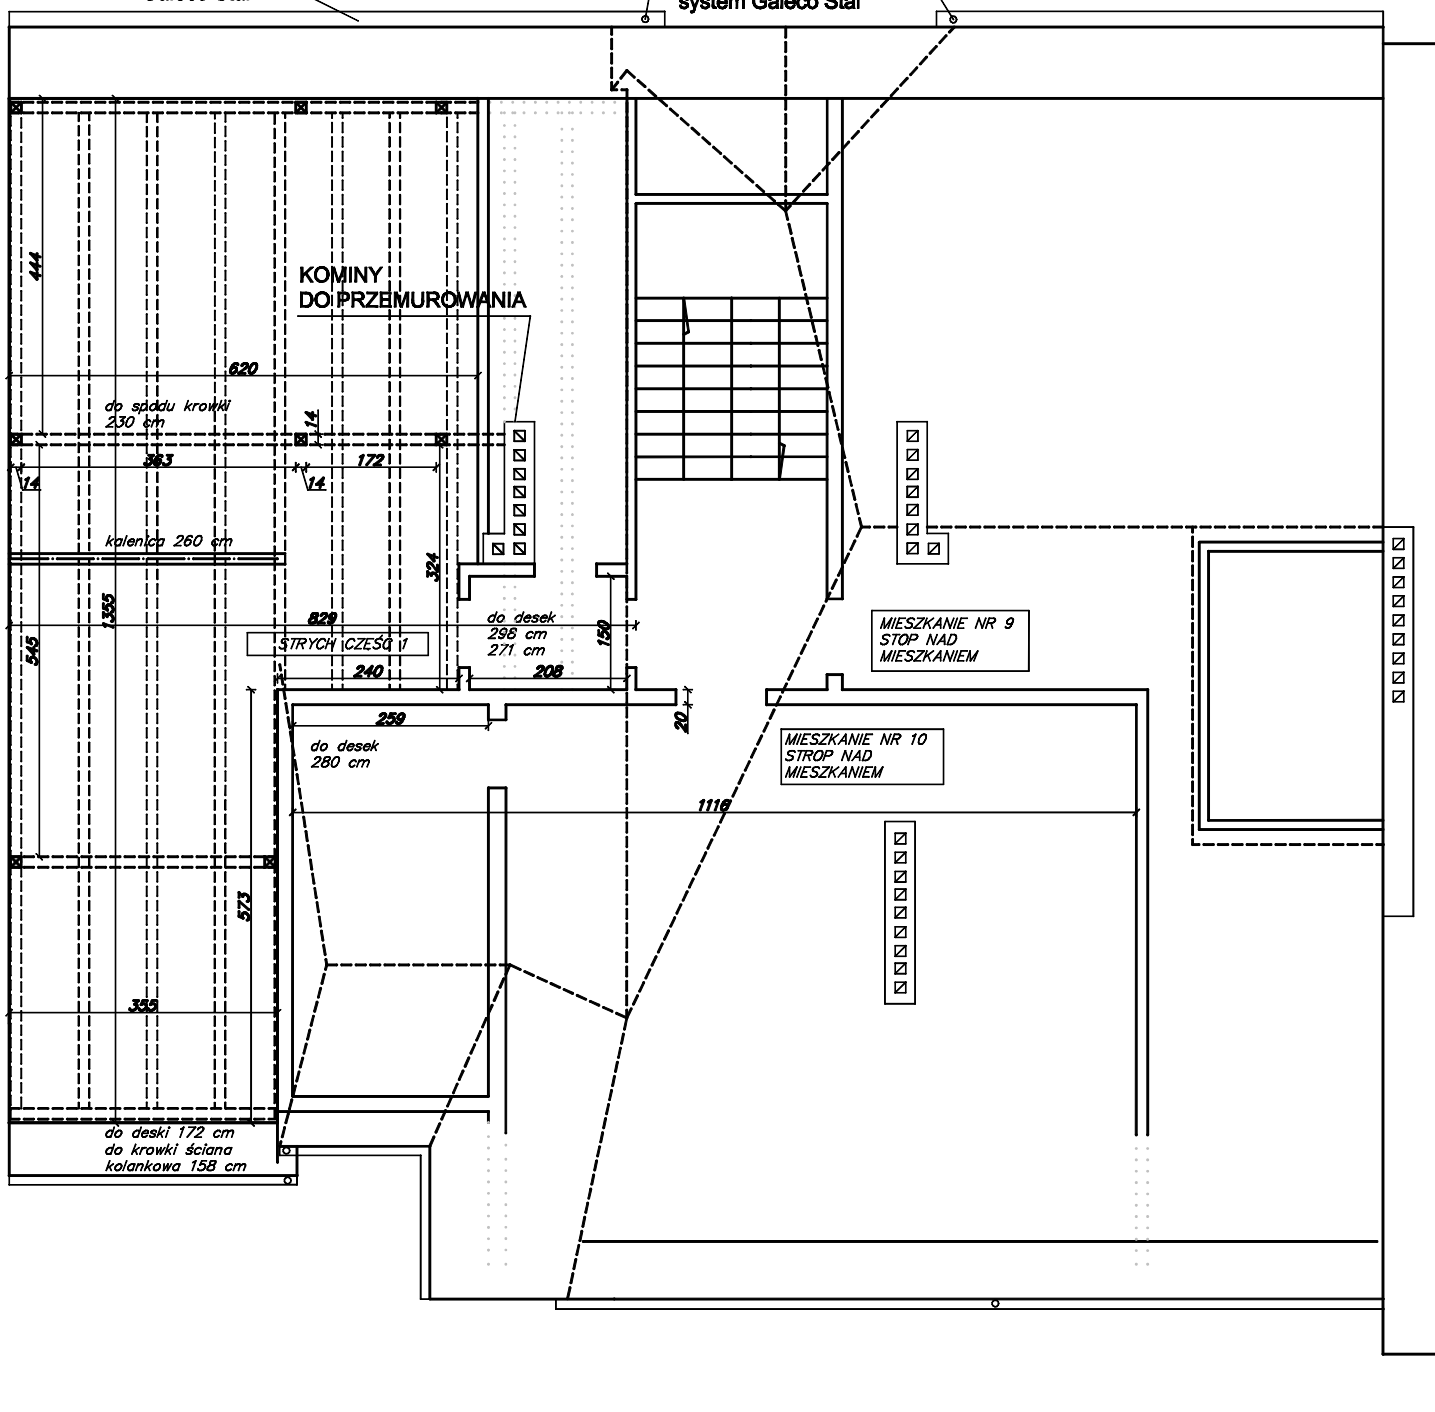 system Galeco Stal
KOMINY
DO PRZEMUROWANIA
444
620
do spodu krowki
230 cm
14
363
172
14
14
kalenica 260 cm
324
1355
829
545
STRYCH CZĘŚĆ 1
do desek
298 cm
271 cm
150
240
208
MIESZKANIE NR 9
STOP NAD
MIESZKANIEM
259
20
do desek
280 cm
MIESZKANIE NR 10
STROP NAD
MIESZKANIEM
1116
573
355
do deski 172 cm
do krowki ściana
kolankowa 158 cm